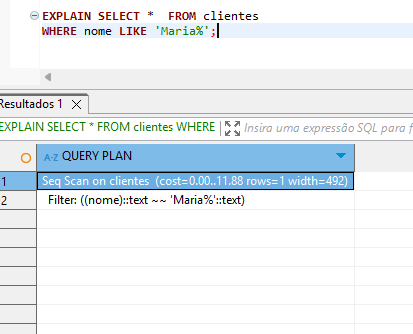 EXPLAIN SELECT * FROM clientes
WHERE nome LIKE 'Maria%';
Resultados 1
EXPLAIN SELECT * FROM clientes WHERE
Insira uma expressão SQL para f
A-Z QUERY PLAN
1 Seq Scan on clientes (cost=0.00..11.88 rows=1 width=492)
2 Filter: ((nome)::text ~~ 'Maria%'::text)